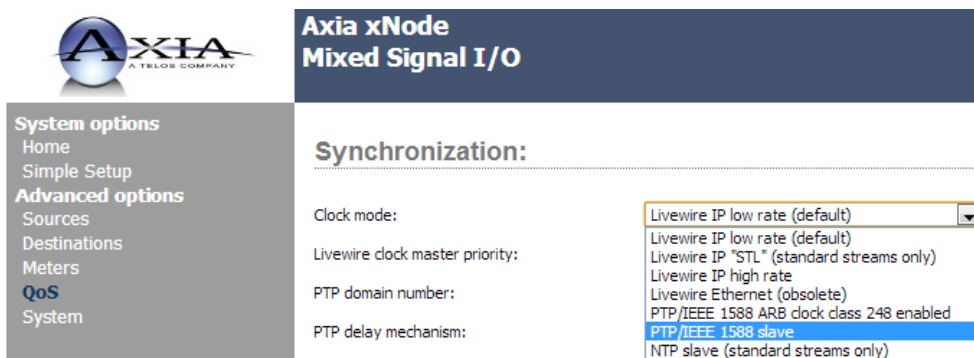 AXIA
A TELOS COMPANY
Axia xNode
Mixed Signal I/O
System options
Home
Simple Setup
Advanced options
Sources
Destinations
Meters
QoS
System
Synchronization:
Clock mode:
Livewire IP low rate (default)
Livewire IP low rate (default)
Livewire IP "STL" (standard streams only)
Livewire IP high rate
Livewire Ethernet (obsolete)
PTP/IEEE 1588 ARB clock class 248 enabled
PTP/IEEE 1588 slave
NTP slave (standard streams only)
Livewire clock master priority:
PTP domain number:
PTP delay mechanism: